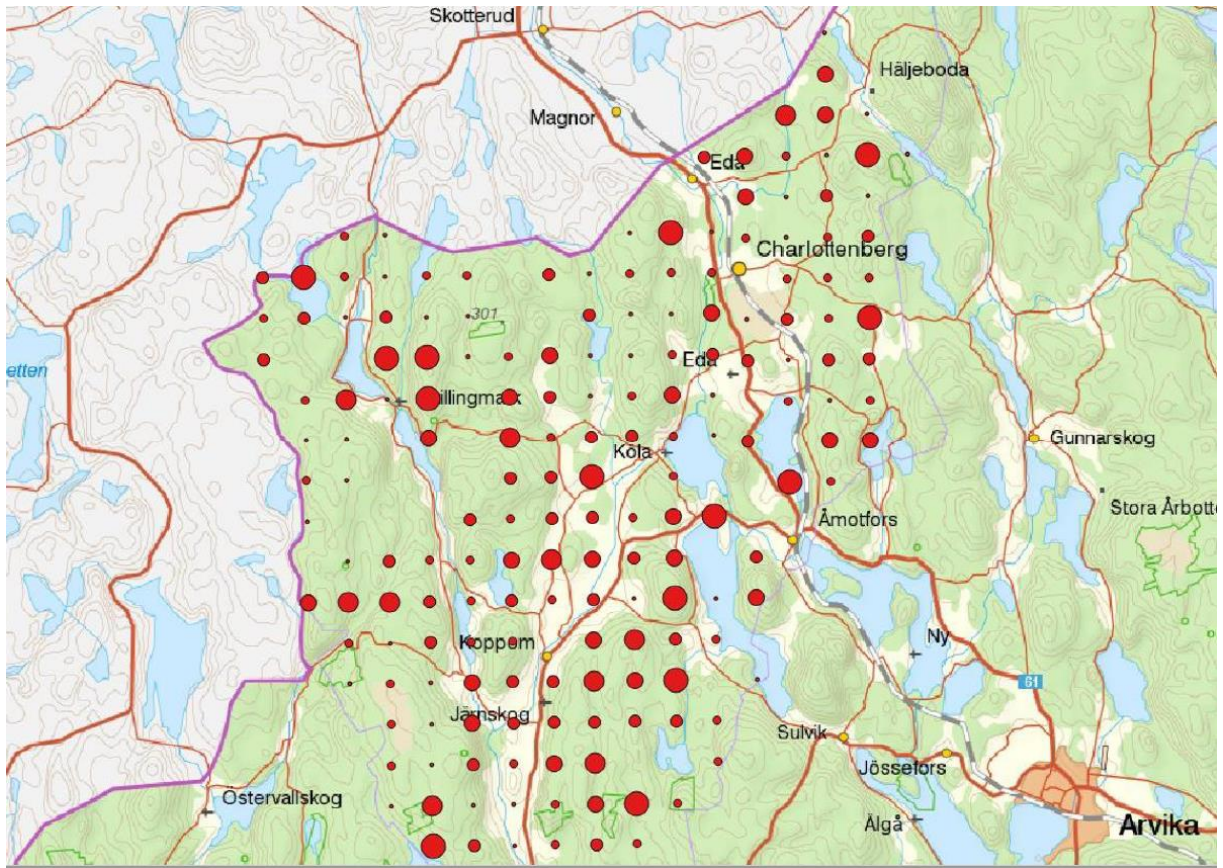 Skotterud
Häljeboda
Magnor
Eda
Charlottenberg
301
Eda
etten
illingmark
Gunnarskog
Köla
Stora Årbotte
Åmotfors
Ny
Koppom
61
Järnskog
Sulvik
Jössefors
Östervallskog
Älgå
Arvika